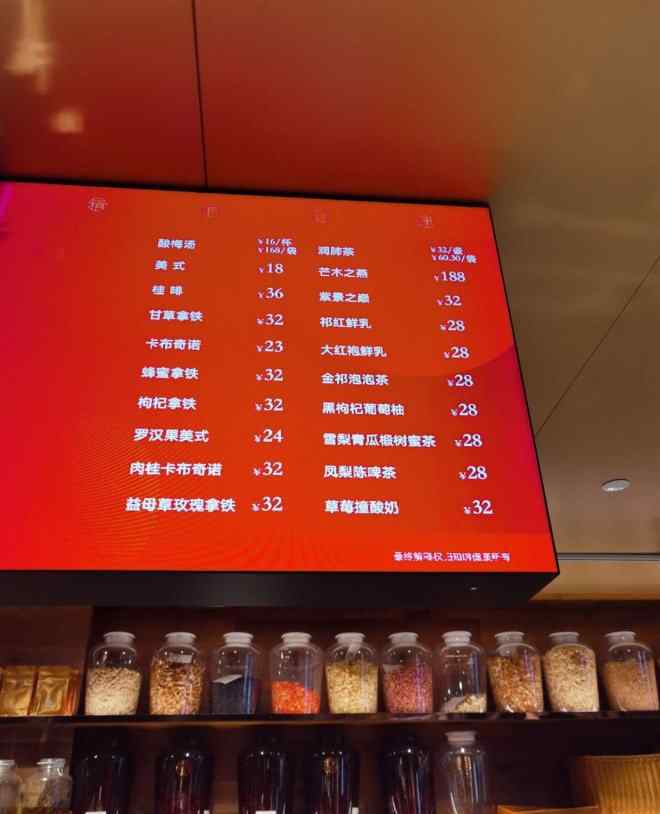 酸梅汤 ¥16/杯
¥168/袋
美式 ¥18
桂啡 ¥36
甘草拿铁 ¥32
卡布奇诺 ¥23
蜂蜜拿铁 ¥32
枸杞拿铁 ¥32
罗汉果美式 ¥24
肉桂卡布奇诺 ¥32
益母草玫瑰拿铁 ¥32
润肺茶 ¥32/壶
¥60.30/袋
芒木之燕 ¥188
紫景之巅 ¥32
祁红鲜乳 ¥28
大红袍鲜乳 ¥28
金祁泡泡茶 ¥28
黑枸杞葡萄柚 ¥28
雪梨青瓜椴树蜜茶 ¥28
凤梨陈啤茶 ¥28
草莓撞酸奶 ¥32